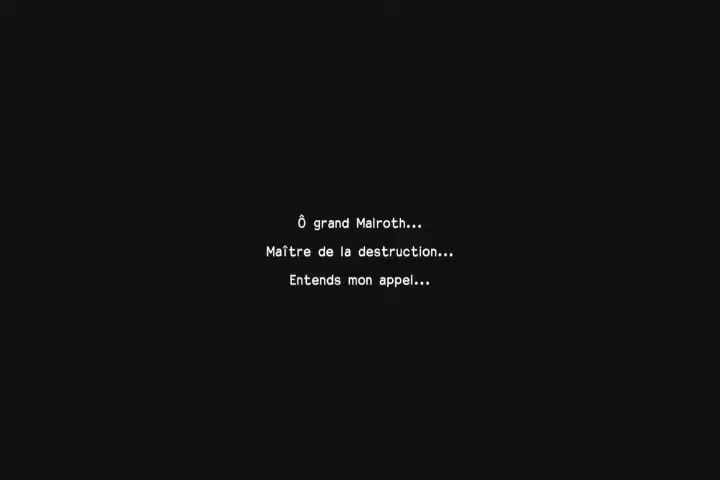 Ô grand Malroth...
Maître de la destruction...
Entends mon appel...